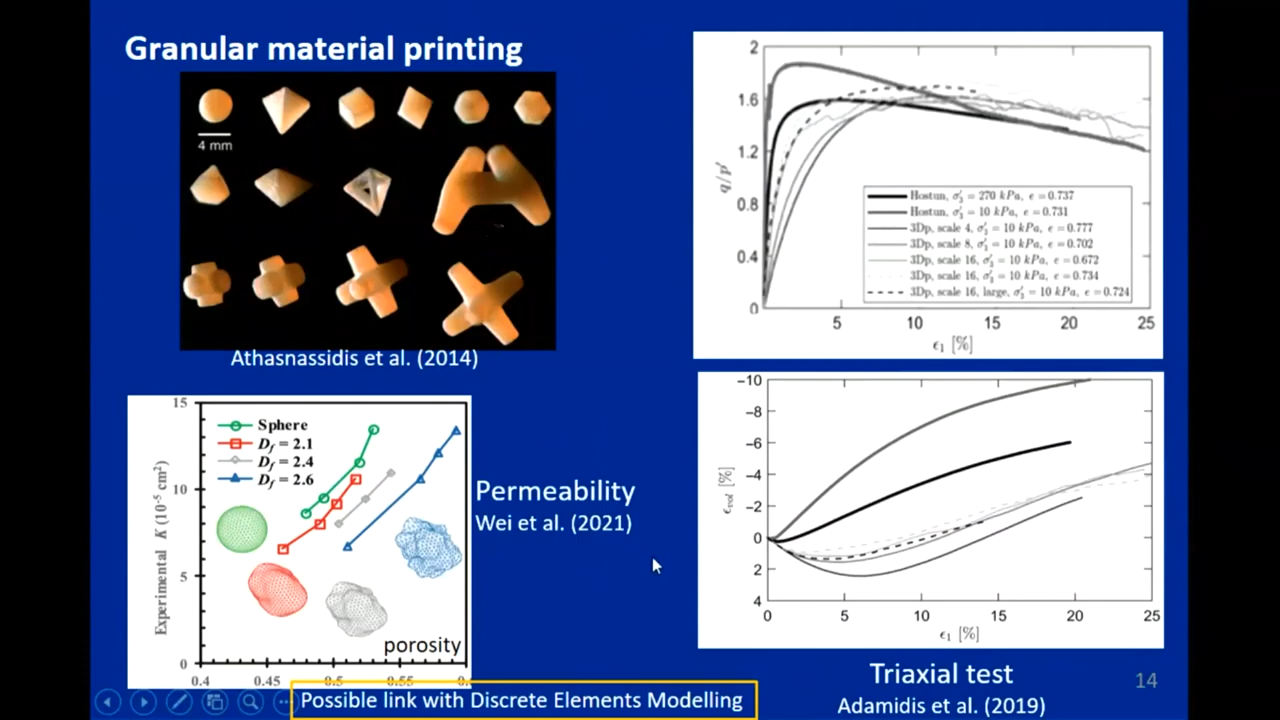 Granular material printing
4 mm
Athasnassidis et al. (2014)
15
10
5
0
0.4
0.45
0.5
0.55
Experimental K (10⁻⁵ cm²)
Sphere
D_f = 2.1
D_f = 2.4
D_f = 2.6
porosity
Permeability
Wei et al. (2021)
Possible link with Discrete Elements Modelling
2
1.6
1.2
0.8
0.4
0
q/p'
5
10
15
20
25
ϵ₁ [%]
Hostun, σ′₃ = 270 kPa, e = 0.737
Hostun, σ′₃ = 10 kPa, e = 0.731
3Dp, scale 4, σ′₃ = 10 kPa, e = 0.777
3Dp, scale 8, σ′₃ = 10 kPa, e = 0.702
3Dp, scale 16, σ′₃ = 10 kPa, e = 0.672
3Dp, scale 16, σ′₃ = 10 kPa, e = 0.734
3Dp, scale 16, large, σ′₃ = 10 kPa, e = 0.724
−10
−8
−6
−4
−2
0
2
4
ϵ_vol [%]
0
5
10
15
20
25
ϵ₁ [%]
Triaxial test
Adamidis et al. (2019)
14